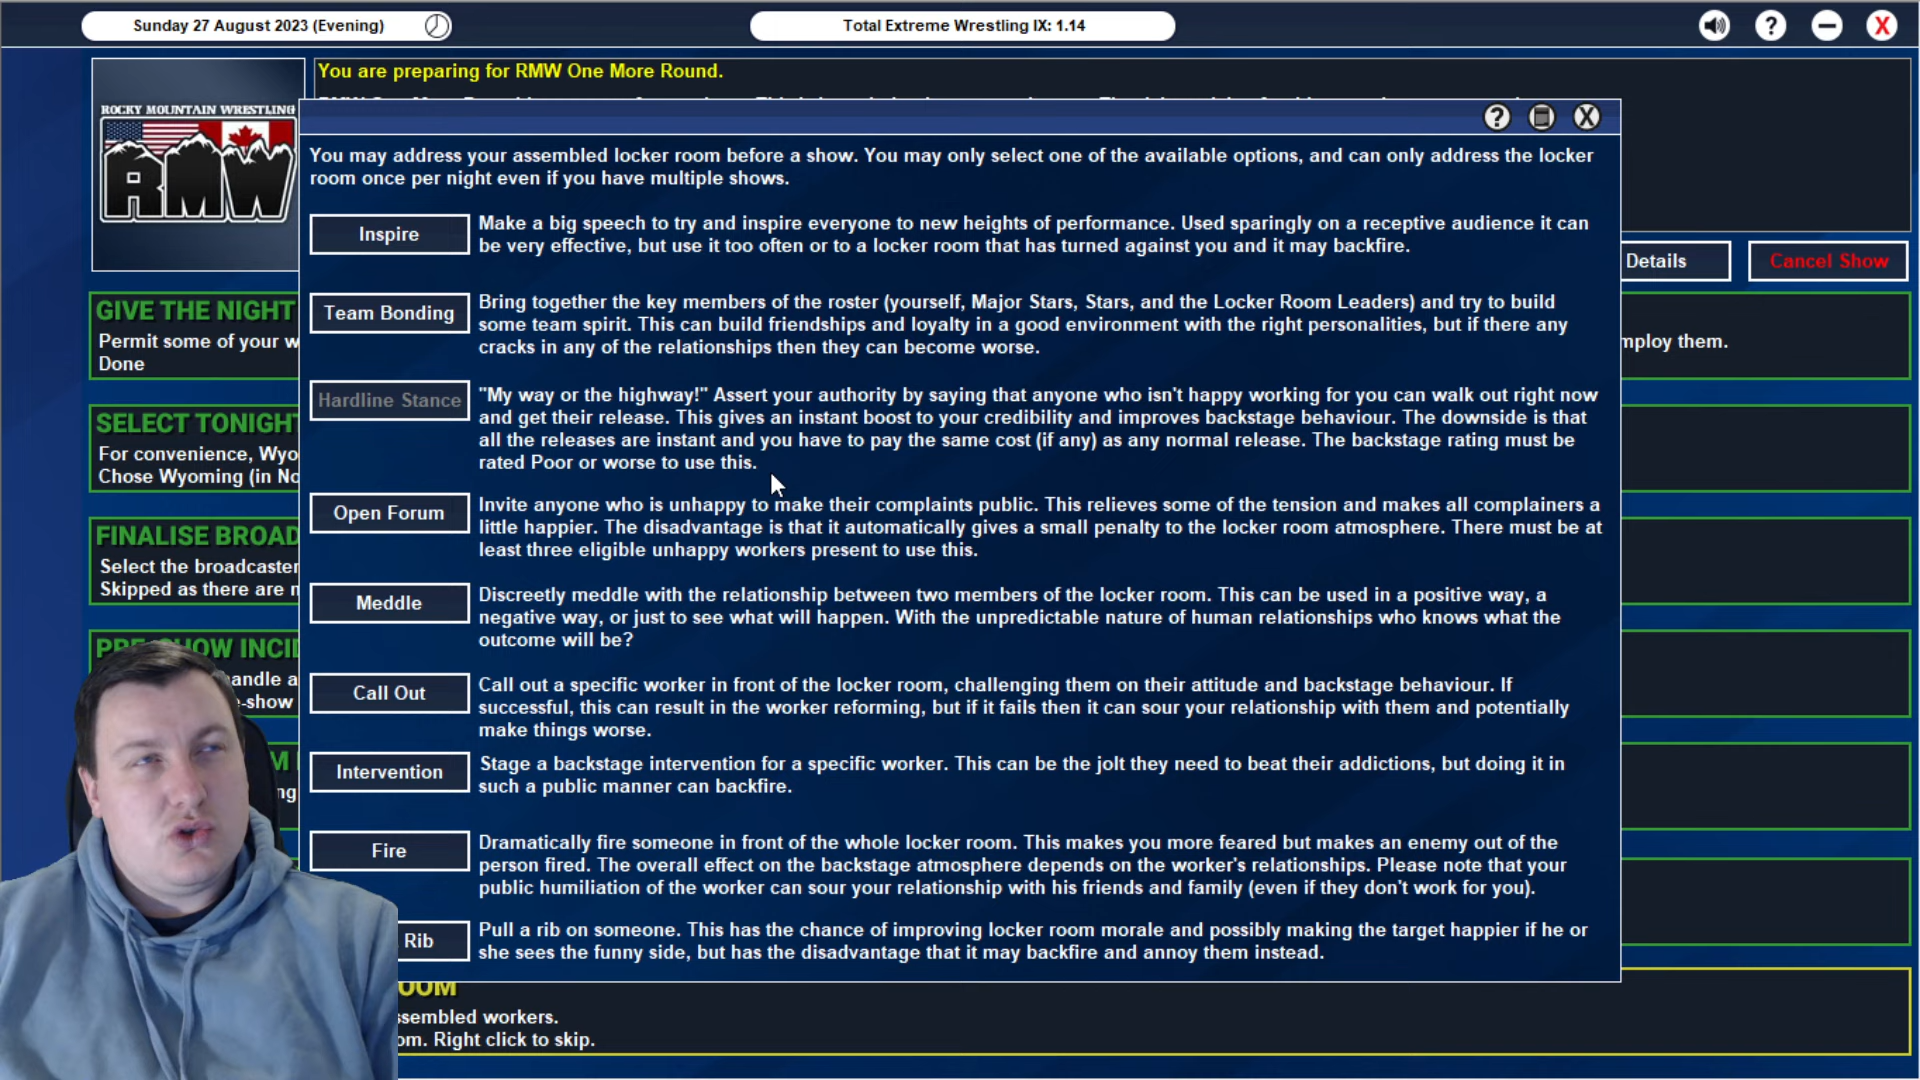 Sunday 27 August 2023 (Evening)
Total Extreme Wrestling IX: 1.14
?
X
ROCKY MOUNTAIN WRESTLING
RMW
You are preparing for RMW One More Round.
?
X
You may address your assembled locker room before a show. You may only select one of the available options, and can only address the locker
room once per night even if you have multiple shows.
Inspire
Make a big speech to try and inspire everyone to new heights of performance. Used sparingly on a receptive audience it can
be very effective, but use it too often or to a locker room that has turned against you and it may backfire.
Details
Cancel Show
Team Bonding
Bring together the key members of the roster (yourself, Major Stars, Stars, and the Locker Room Leaders) and try to build
some team spirit. This can build friendships and loyalty in a good environment with the right personalities, but if there any
cracks in any of the relationships then they can become worse.
GIVE THE NIGHT
Permit some of your w
Done
mploy them.
Hardline Stance
"My way or the highway!" Assert your authority by saying that anyone who isn't happy working for you can walk out right now
and get their release. This gives an instant boost to your credibility and improves backstage behaviour. The downside is that
all the releases are instant and you have to pay the same cost (if any) as any normal release. The backstage rating must be
rated Poor or worse to use this.
SELECT TONIGHT
For convenience, Wyo
Chose Wyoming (in No
Open Forum
Invite anyone who is unhappy to make their complaints public. This relieves some of the tension and makes all complainers a
little happier. The disadvantage is that it automatically gives a small penalty to the locker room atmosphere. There must be at
least three eligible unhappy workers present to use this.
FINALISE BROAD
Select the broadcaster
Skipped as there are n
Meddle
Discreetly meddle with the relationship between two members of the locker room. This can be used in a positive way, a
negative way, or just to see what will happen. With the unpredictable nature of human relationships who knows what the
outcome will be?
PRE-SHOW INCI
andle a
-show
Call Out
Call out a specific worker in front of the locker room, challenging them on their attitude and backstage behaviour. If
successful, this can result in the worker reforming, but if it fails then it can sour your relationship with them and potentially
make things worse.
M
ng
Intervention
Stage a backstage intervention for a specific worker. This can be the jolt they need to beat their addictions, but doing it in
such a public manner can backfire.
Fire
Dramatically fire someone in front of the whole locker room. This makes you more feared but makes an enemy out of the
person fired. The overall effect on the backstage atmosphere depends on the worker's relationships. Please note that your
public humiliation of the worker can sour your relationship with his friends and family (even if they don't work for you).
Rib
Pull a rib on someone. This has the chance of improving locker room morale and possibly making the target happier if he or
she sees the funny side, but has the disadvantage that it may backfire and annoy them instead.
OOM
ssembled workers.
om. Right click to skip.